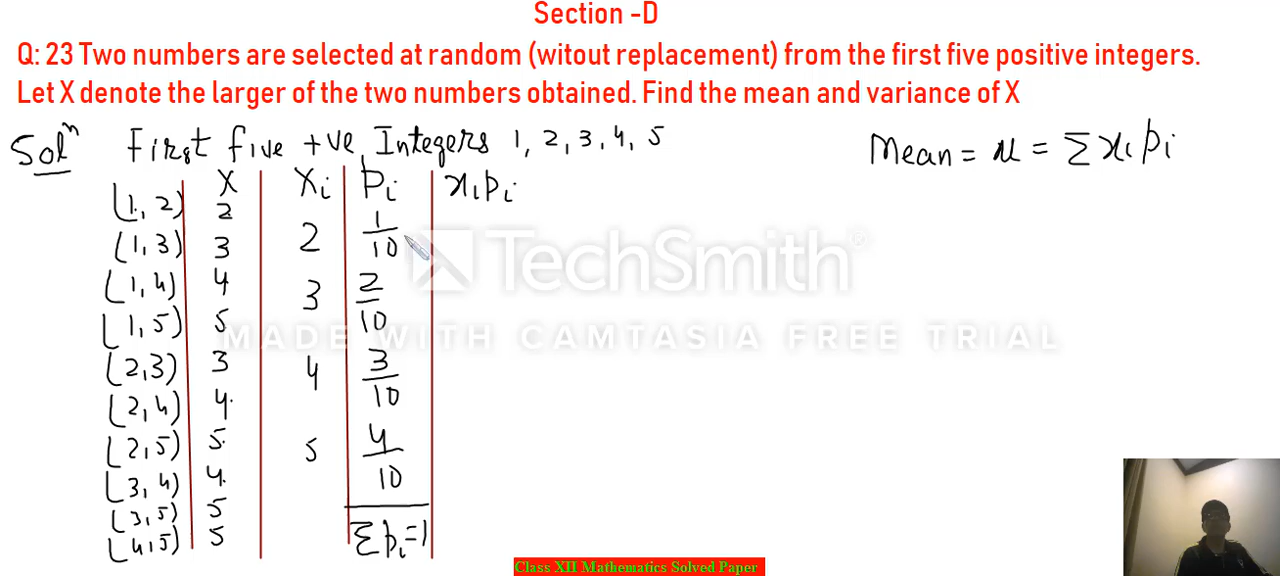 Section -D
Q: 23 Two numbers are selected at random (witout replacement) from the first five positive integers.
Let X denote the larger of the two numbers obtained. Find the mean and variance of X
Solⁿ First five +ve Integers 1, 2, 3, 4, 5
Mean = μ = Σ xᵢ pᵢ
X Xᵢ pᵢ xᵢpᵢ
(1, 2) 2
(1, 3) 3 2 1/10
(1, 4) 4 3 2/10
(1, 5) 5
(2,3) 3 4 3/10
(2,4) 4
(2,5) 5 5 4/10
(3,4) 4
(3,5) 5
(4,5) 5 Σpᵢ=1
TechSmith®
MADE WITH CAMTASIA FREE TRIAL
Class XII Mathematics Solved Paper